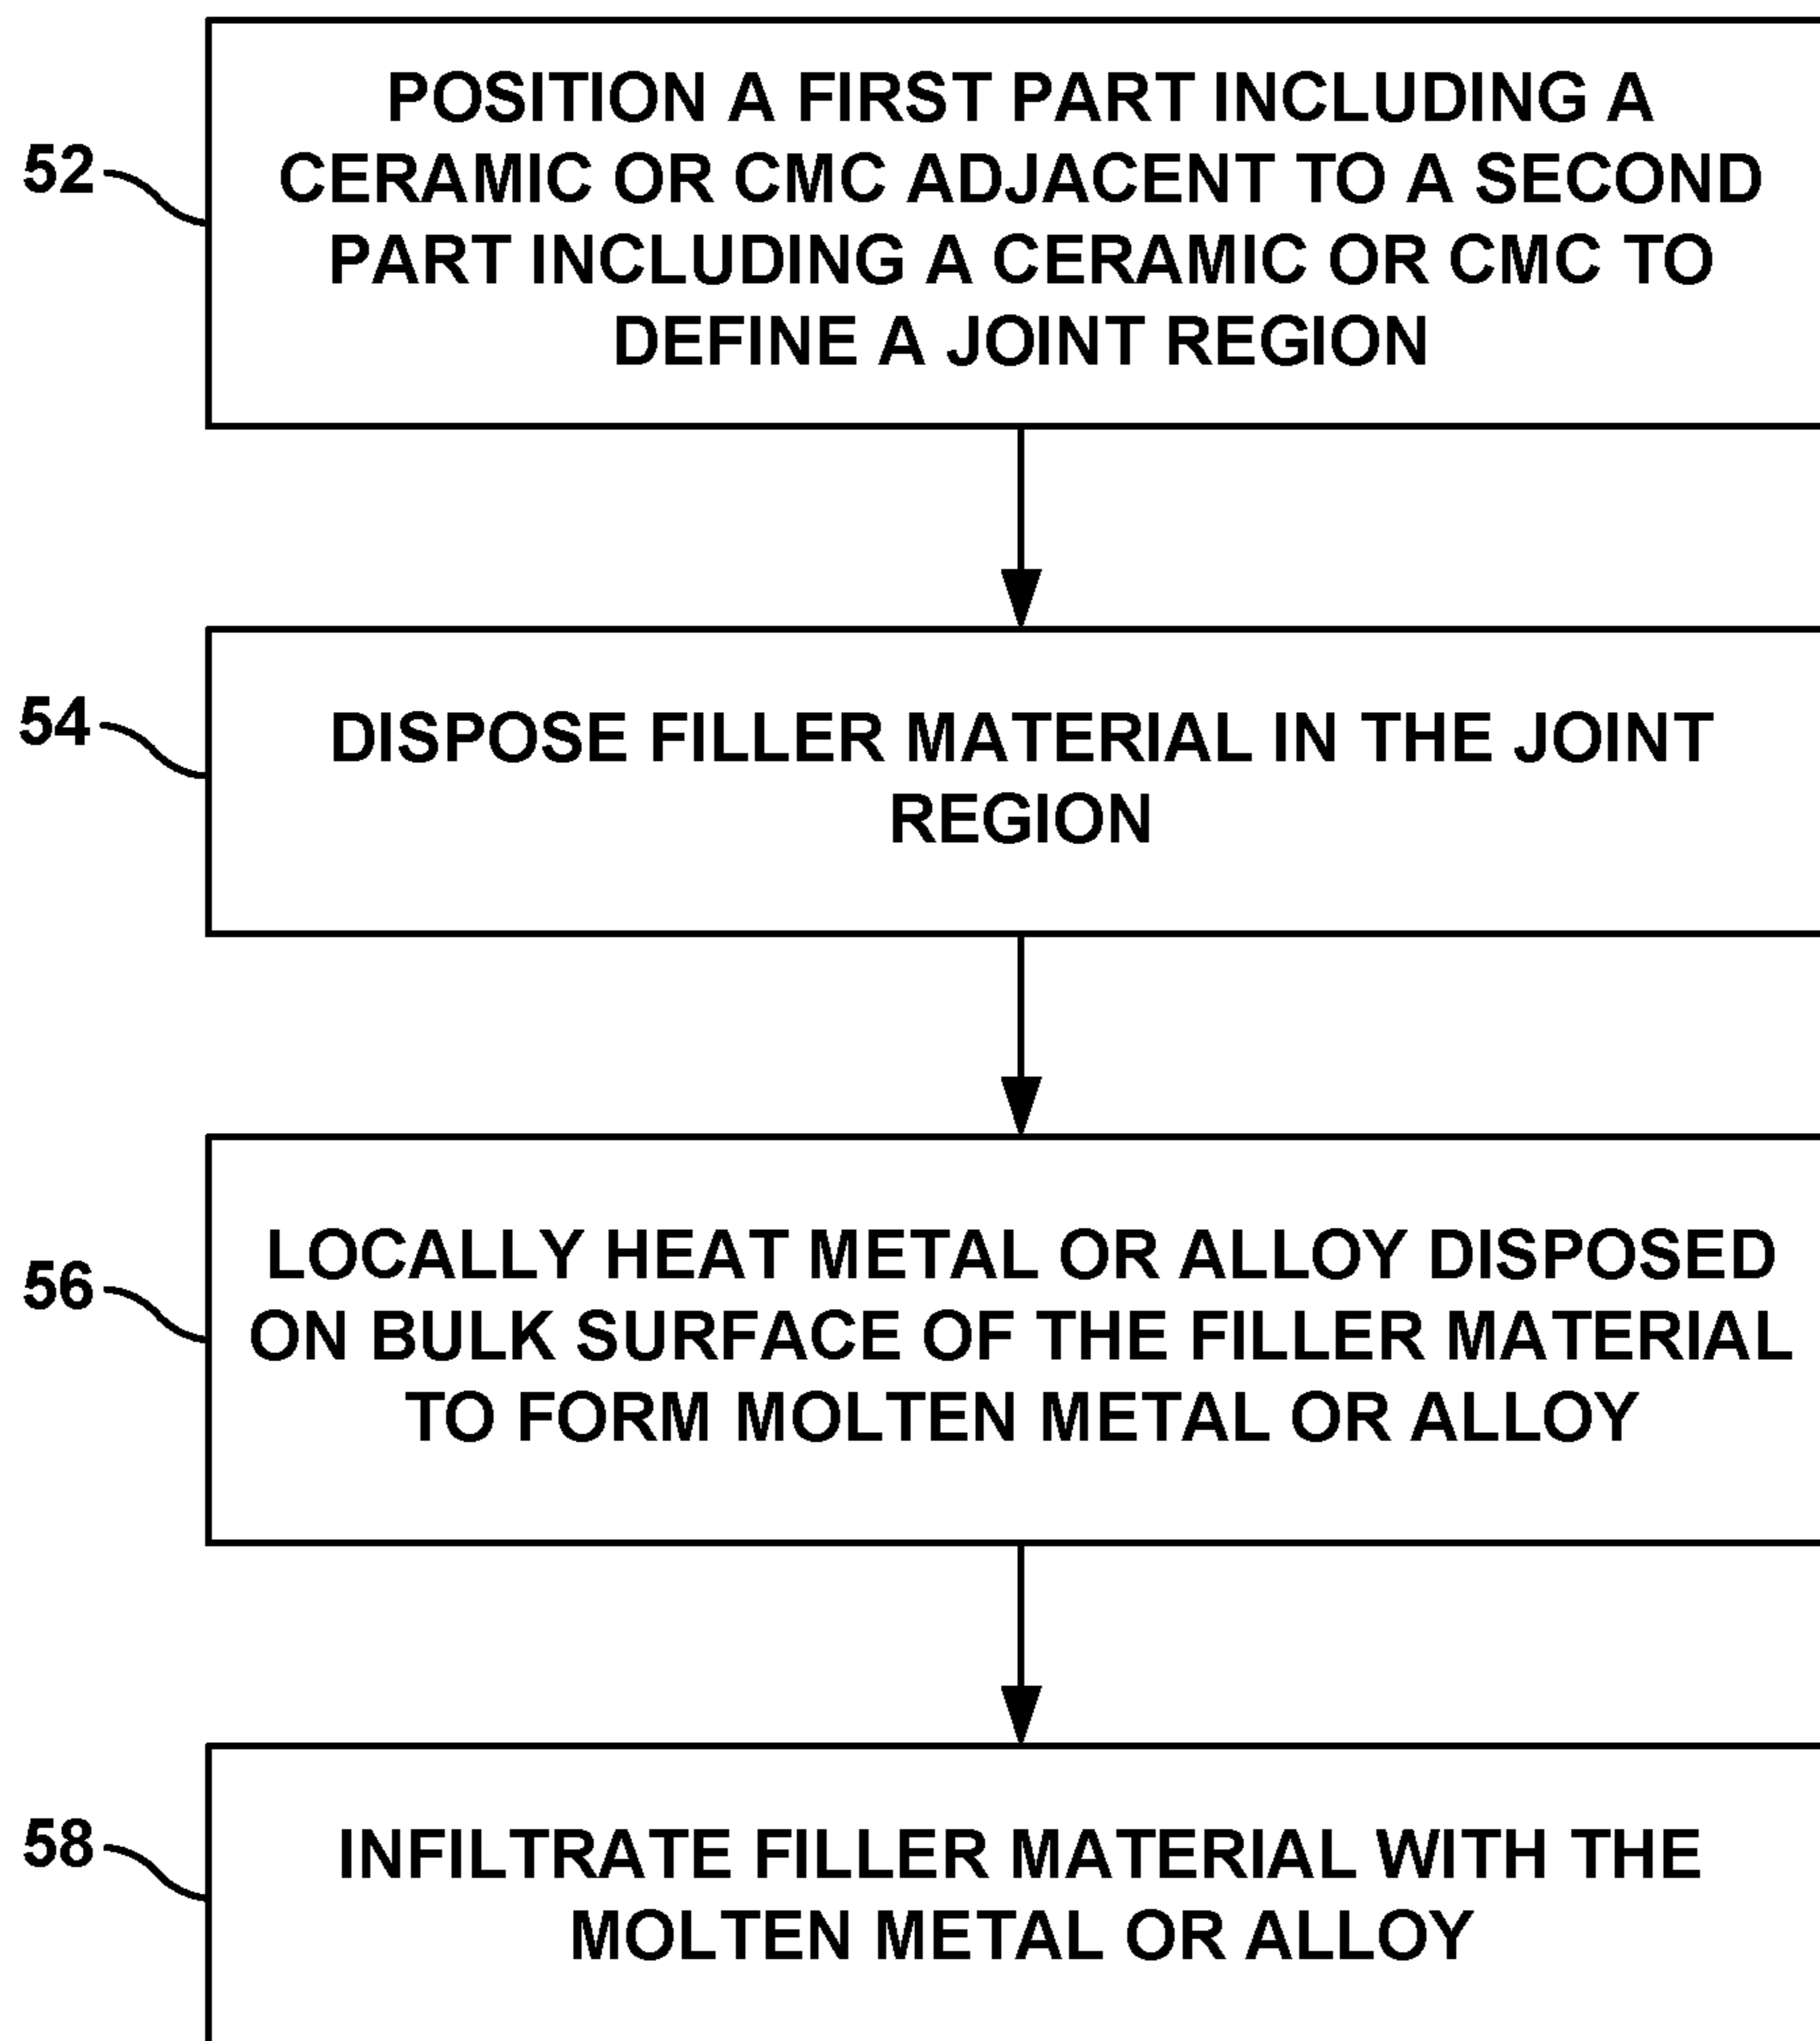 POSITION A FIRST PART INCLUDING A
52
CERAMIC OR CMC ADJACENT TO A SECOND
PART INCLUDING A CERAMIC OR CMC TO
DEFINE A JOINT REGION
54
DISPOSE FILLER MATERIAL IN THE JOINT
REGION
56
LOCALLY HEAT METAL OR ALLOY DISPOSED
ON BULK SURFACE OF THE FILLER MATERIAL
TO FORM MOLTEN METAL OR ALLOY
58
INFILTRATE FILLER MATERIAL WITH THE
MOLTEN METAL OR ALLOY